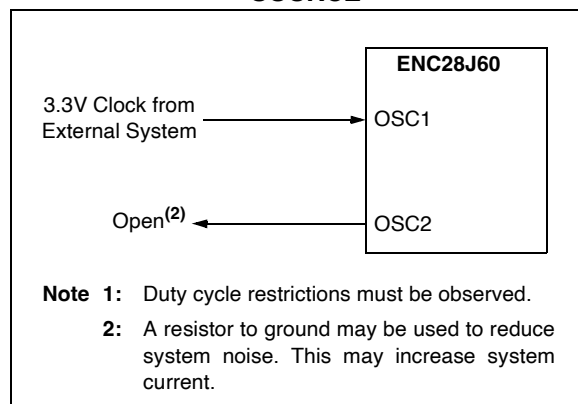 ENC28J60
3.3V Clock from
External System
OSC1
Open(2)
OSC2
Note 1: Duty cycle restrictions must be observed.
2: A resistor to ground may be used to reduce
system noise. This may increase system
current.